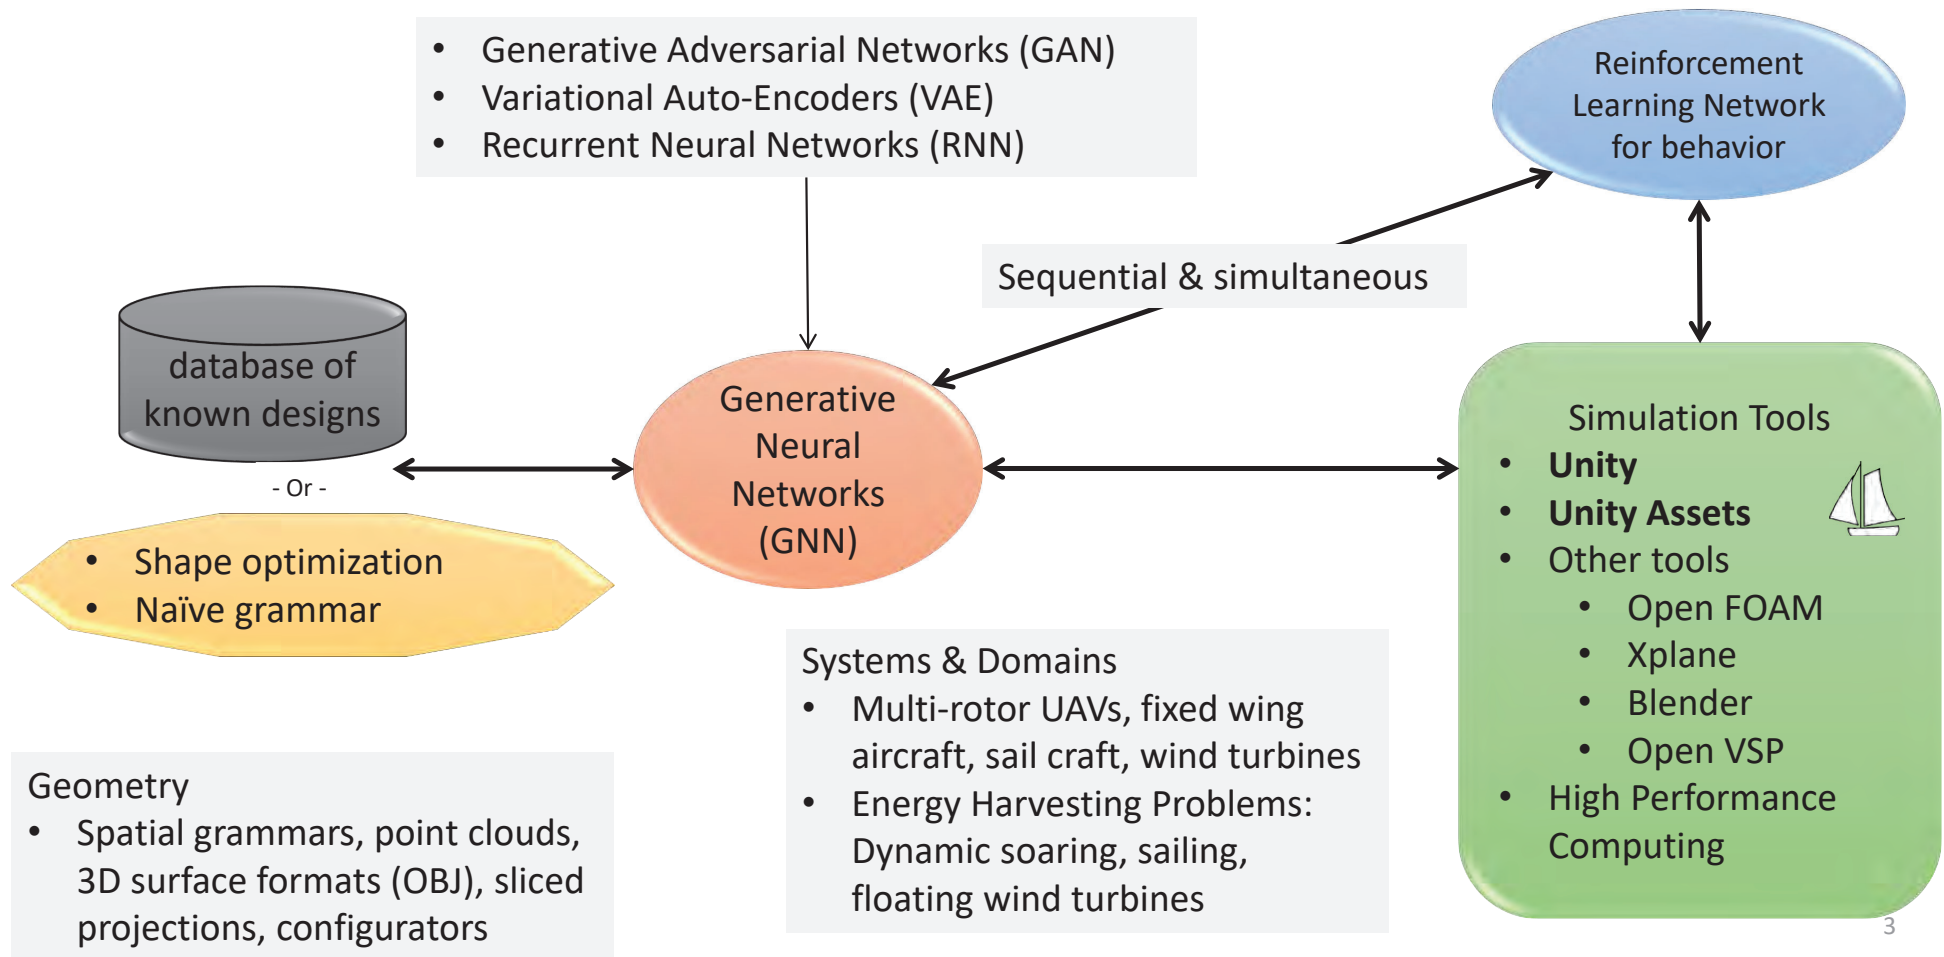 • Generative Adversarial Networks (GAN)
• Variational Auto-Encoders (VAE)
• Recurrent Neural Networks (RNN)
Reinforcement
Learning Network
for behavior
Sequential & simultaneous
database of
known designs
- Or -
• Shape optimization
• Naïve grammar
Generative
Neural
Networks
(GNN)
Simulation Tools
• Unity
• Unity Assets
• Other tools
• Open FOAM
• Xplane
• Blender
• Open VSP
• High Performance
Computing
Systems & Domains
• Multi-rotor UAVs, fixed wing
aircraft, sail craft, wind turbines
• Energy Harvesting Problems:
Dynamic soaring, sailing,
floating wind turbines
Geometry
• Spatial grammars, point clouds,
3D surface formats (OBJ), sliced
projections, configurators
3